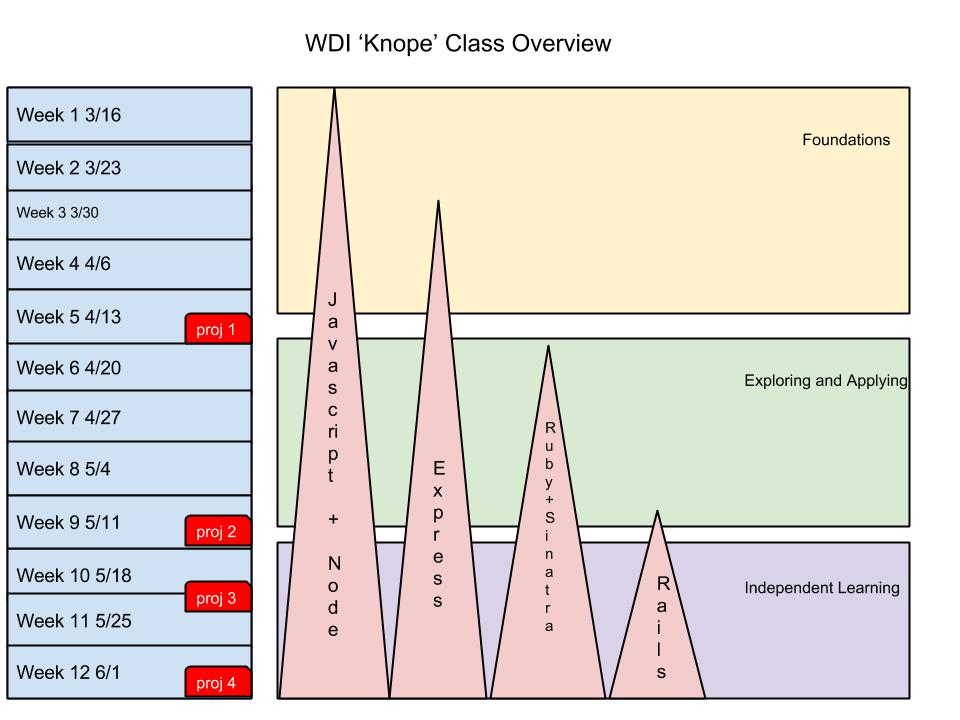 WDI ‘Knope’ Class Overview
Week 1 3/16
Week 2 3/23
Week 3 3/30
Week 4 4/6
Week 5 4/13
proj 1
Week 6 4/20
Week 7 4/27
Week 8 5/4
Week 9 5/11
proj 2
Week 10 5/18
proj 3
Week 11 5/25
Week 12 6/1
proj 4
Foundations
Exploring and Applying
Independent Learning
Javascript + Node
Express
Ruby+Sinatra
Rails